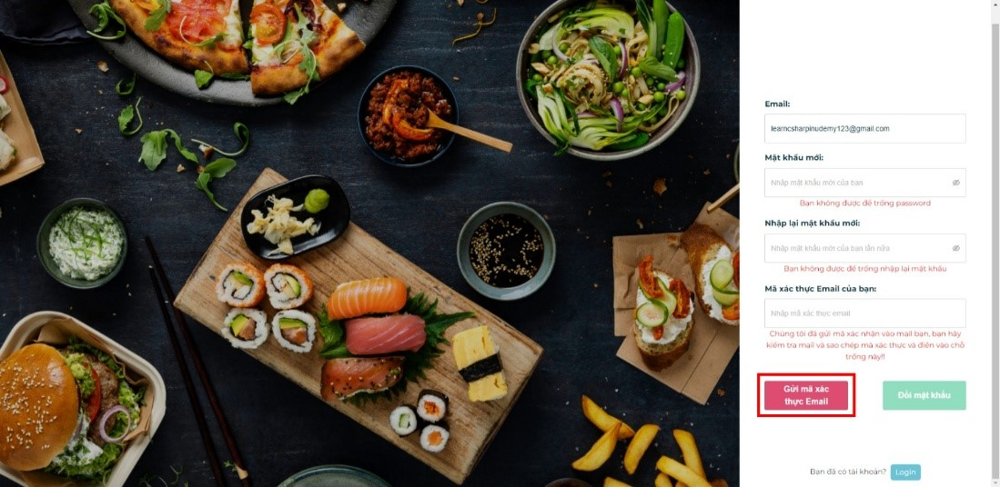 Email:
learncsharpinudemy123@gmail.com
Mật khẩu mới:
Nhập mật khẩu mới của bạn
Bạn không được để trống password
Nhập lại mật khẩu mới:
Nhập mật khẩu mới của bạn lần nữa
Bạn không được để trống nhập lại mật khẩu
Mã xác thực Email của bạn:
Nhập mã xác thực email
Chúng tôi đã gửi mã xác nhận vào mail bạn, bạn hãy
kiểm tra mail và sao chép mã xác thực và điền vào chỗ
trống này!!
Gửi mã xác
thực Email
Đổi mật khẩu
Bạn đã có tài khoản? Login